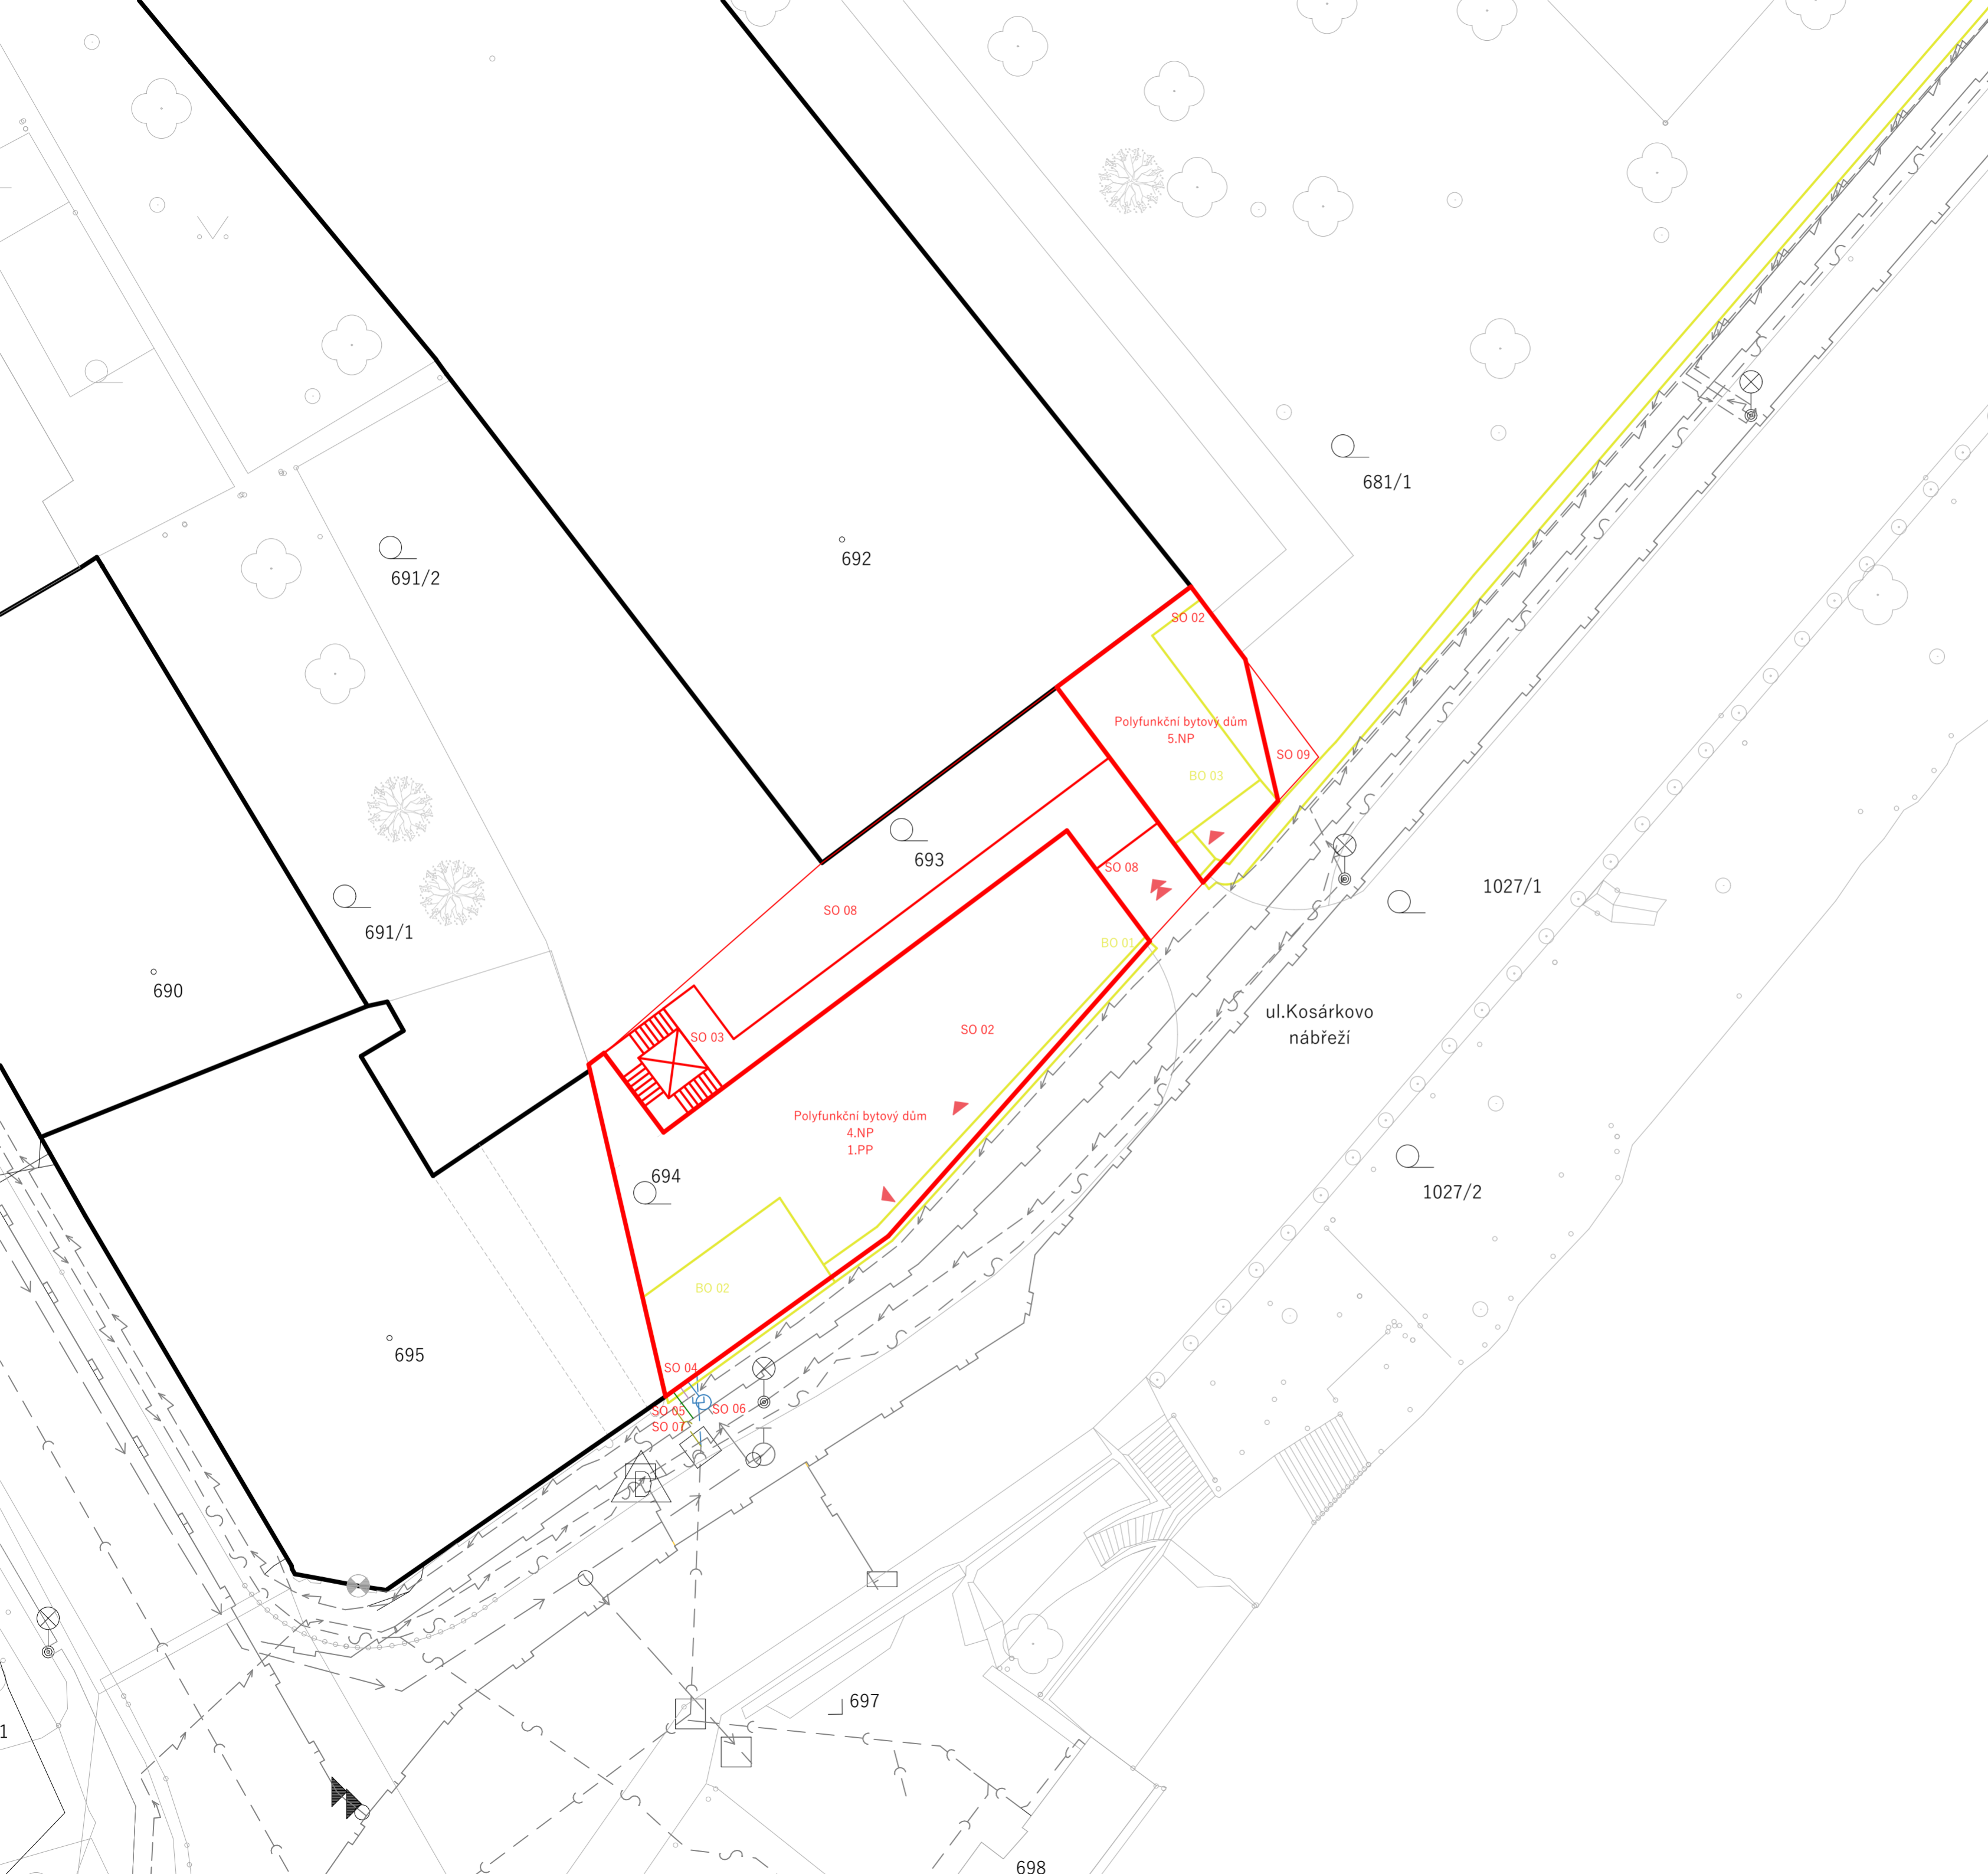 681/1
691/2
692
SO 02
Polyfunkční bytový dům
5.NP
SO 09
BO 03
693
SO 08
1027/1
SO 08
691/1
BO 01
690
ul.Kosárkovo
nábřeží
SO 02
SO 03
Polyfunkční bytový dům
4.NP
1.PP
694
1027/2
BO 02
695
SO 04
SO 05
SO 06
SO 07
697
1
698